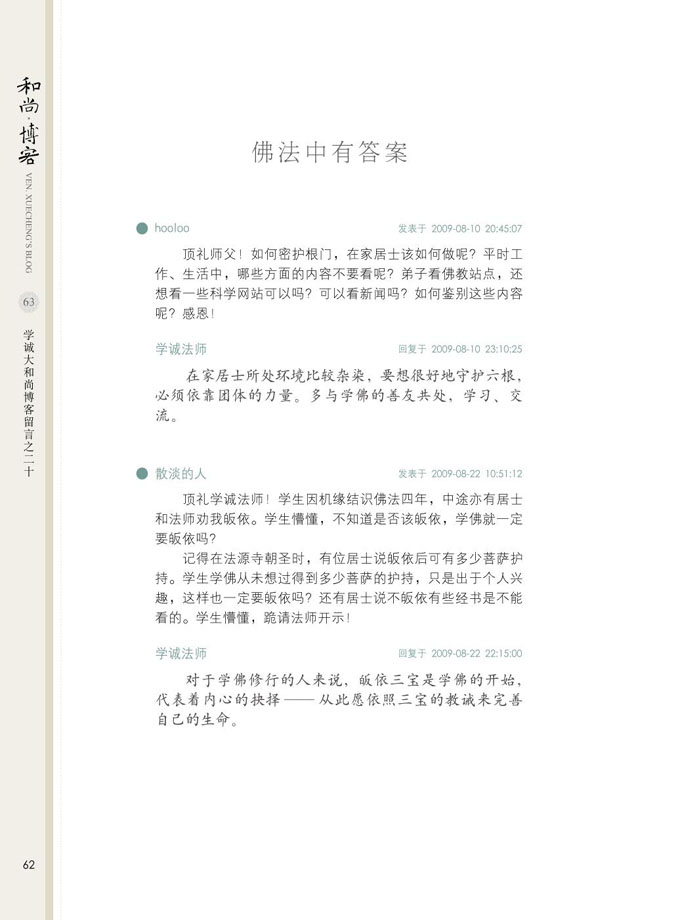 和尚·博客
VEN. XUECHENG'S BLOG
63
学诚大和尚博客留言之二十
佛法中有答案
hooloo
发表于 2009-08-10 20:45:07
顶礼师父！如何密护根门，在家居士该如何做呢？平时工
作、生活中，哪些方面的内容不要看呢？弟子看佛教站点，还
想看一些科学网站可以吗？可以看新闻吗？如何鉴别这些内容
呢？感恩！
学诚法师
回复于 2009-08-10 23:10:25
在家居士所处环境比较杂染，要想很好地守护六根，
必须依靠团体的力量。多与学佛的善友共处，学习、交
流。
散淡的人
发表于 2009-08-22 10:51:12
顶礼学诚法师！学生因机缘结识佛法四年，中途亦有居士
和法师劝我皈依。学生懵懂，不知道是否该皈依，学佛就一定
要皈依吗？
记得在法源寺朝圣时，有位居士说皈依后可有多少菩萨护
持。学生学佛从未想过得到多少菩萨的护持，只是出于个人兴
趣，这样也一定要皈依吗？还有居士说不皈依有些经书是不能
看的。学生懵懂，跪请法师开示！
学诚法师
回复于 2009-08-22 22:15:00
对于学佛修行的人来说，皈依三宝是学佛的开始，
代表着内心的抉择——从此愿依照三宝的教诫来完善
自己的生命。
62